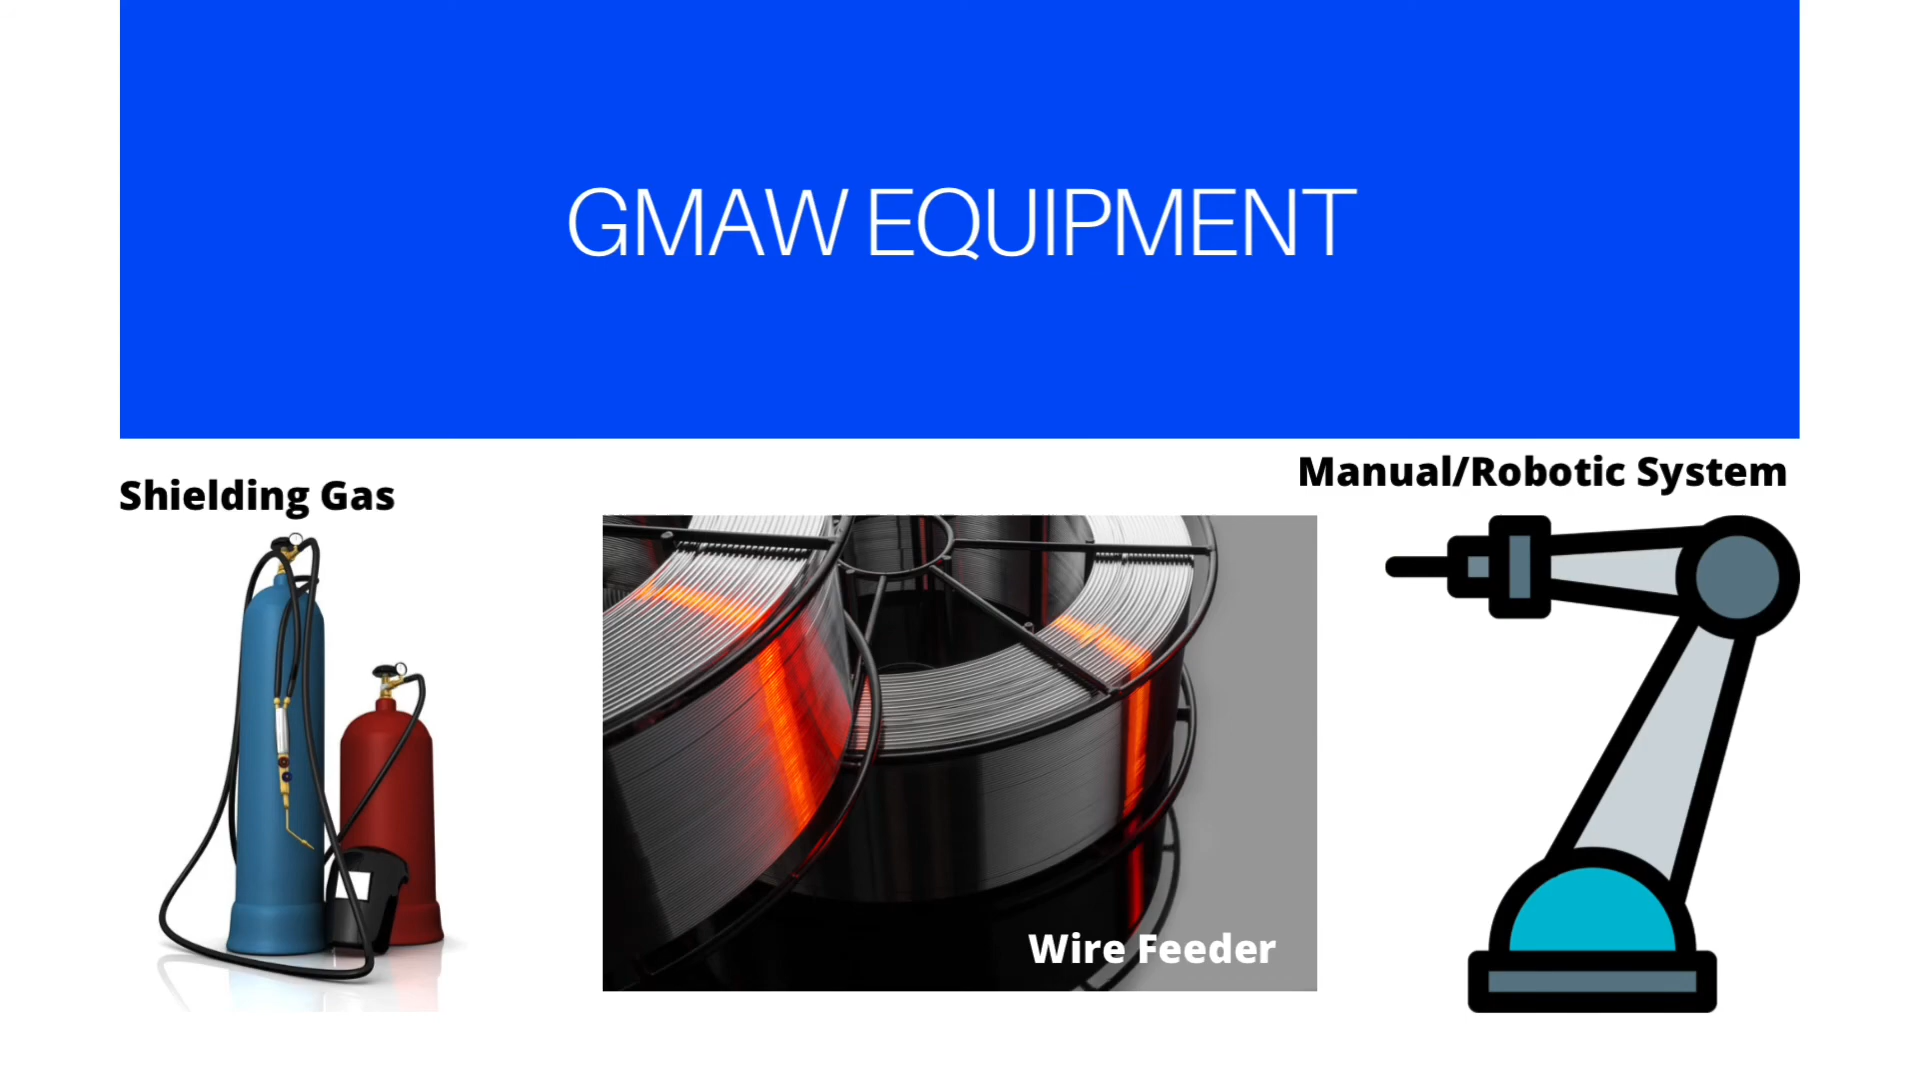 GMAW EQUIPMENT
Shielding Gas
Manual/Robotic System
Wire Feeder